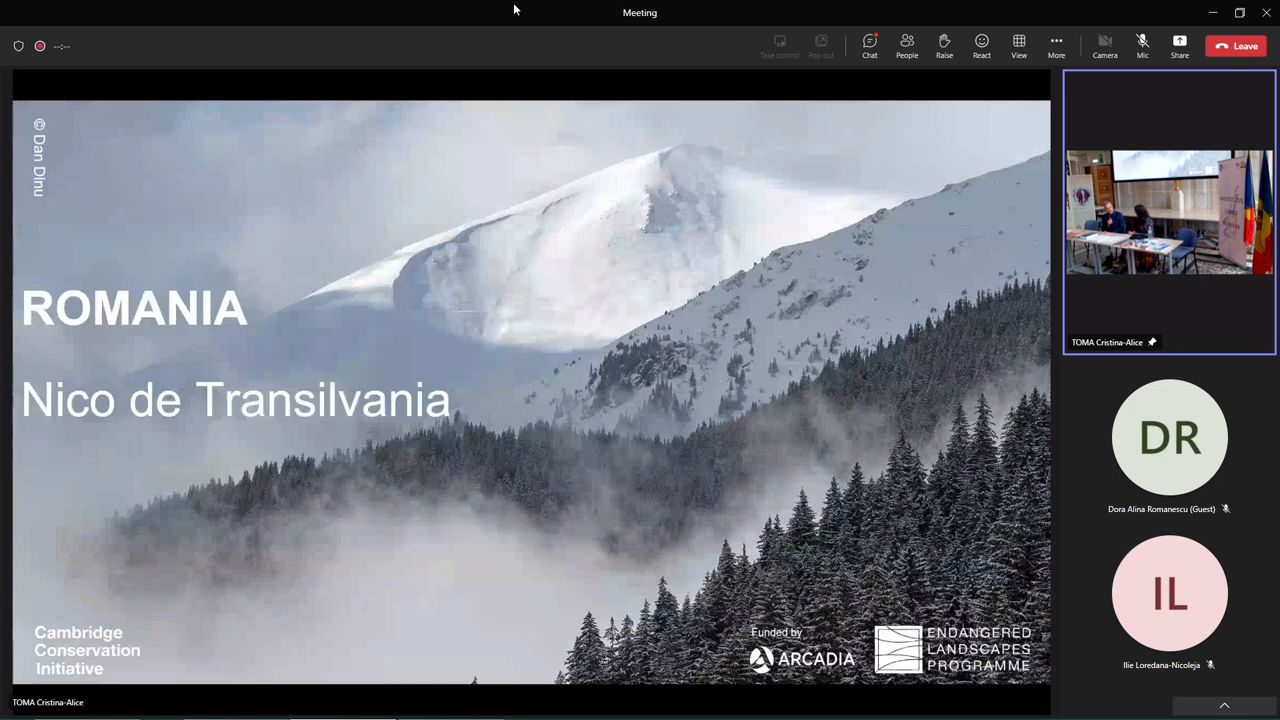 Meeting
--:--
Take control
Pop out
Chat
People
Raise
React
View
More
Camera
Mic
Share
Leave
© Dan Dinu
ROMANIA
Nico de Transilvania
Cambridge
Conservation
Initiative
Funded by
ARCADIA
ENDANGERED
LANDSCAPES
PROGRAMME
TOMA Cristina-Alice
TOMA Cristina-Alice
DR
Dora Alina Romanescu (Guest)
IL
Ilie Loredana-Nicoleja